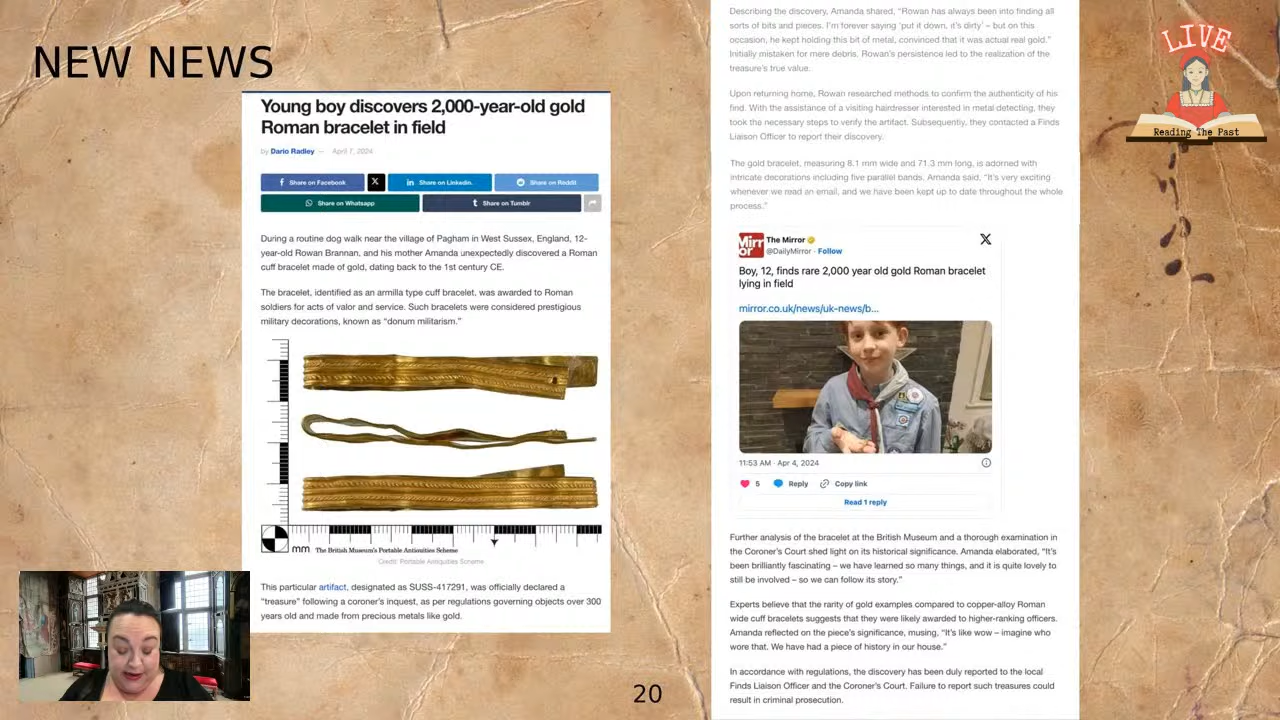 NEW NEWS
Young boy discovers 2,000-year-old gold
Roman bracelet in field
by Dario Radley — April 7, 2024
Share on Facebook
Share on Linkedin.
Share on Reddit
Share on Whatsapp
Share on Tumblr
During a routine dog walk near the village of Pagham in West Sussex, England, 12-
year-old Rowan Brannan, and his mother Amanda unexpectedly discovered a Roman
cuff bracelet made of gold, dating back to the 1st century CE.
The bracelet, identified as an armilla type cuff bracelet, was awarded to Roman
soldiers for acts of valor and service. Such bracelets were considered prestigious
military decorations, known as “donum militarism.”
mm The British Museum's Portable Antiquities Scheme
Credit: Portable Antiquities Scheme
This particular artifact, designated as SUSS-417291, was officially declared a
“treasure” following a coroner's inquest, as per regulations governing objects over 300
years old and made from precious metals like gold.
Describing the discovery, Amanda shared, “Rowan has always been into finding all
sorts of bits and pieces. I'm forever saying ‘put it down, it's dirty’ – but on this
occasion, he kept holding this bit of metal, convinced that it was actual real gold.”
Initially mistaken for mere debris. Rowan's persistence led to the realization of the
treasure's true value.
Upon returning home, Rowan researched methods to confirm the authenticity of his
find. With the assistance of a visiting hairdresser interested in metal detecting, they
took the necessary steps to verify the artifact. Subsequently, they contacted a Finds
Liaison Officer to report their discovery.
The gold bracelet, measuring 8.1 mm wide and 71.3 mm long, is adorned with
intricate decorations including five parallel bands. Amanda said, “It's very exciting
whenever we read an email, and we have been kept up to date throughout the whole
process.”
Mirror
The Mirror
@DailyMirror · Follow
Boy, 12, finds rare 2,000 year old gold Roman bracelet
lying in field
mirror.co.uk/news/uk-news/b...
11:53 AM · Apr 4, 2024
5 Reply Copy link
Read 1 reply
Further analysis of the bracelet at the British Museum and a thorough examination in
the Coroner's Court shed light on its historical significance. Amanda elaborated, “It's
been brilliantly fascinating – we have learned so many things, and it is quite lovely to
still be involved – so we can follow its story.”
Experts believe that the rarity of gold examples compared to copper-alloy Roman
wide cuff bracelets suggests that they were likely awarded to higher-ranking officers.
Amanda reflected on the piece's significance, musing, “It's like wow – imagine who
wore that. We have had a piece of history in our house.”
In accordance with regulations, the discovery has been duly reported to the local
Finds Liaison Officer and the Coroner's Court. Failure to report such treasures could
result in criminal prosecution.
LIVE
Reading The Past
20